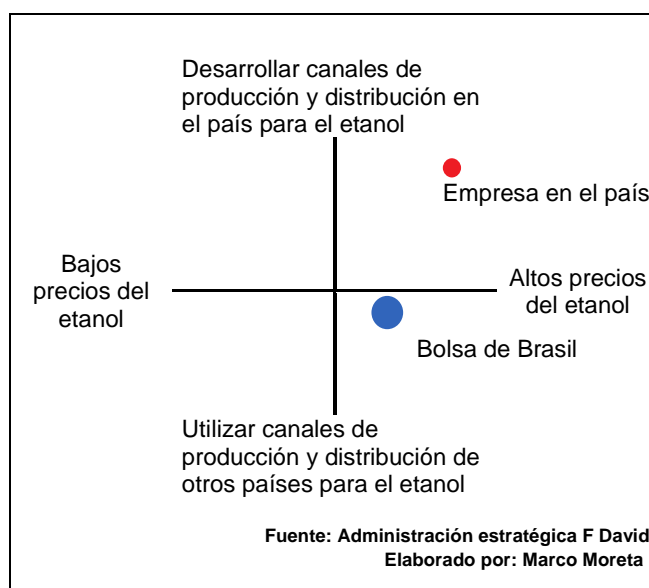 Desarrollar canales de
producción y distribución en
el país para el etanol
Empresa en el país
Bajos
precios del
etanol
Altos precios
del etanol
Bolsa de Brasil
Utilizar canales de
producción y distribución de
otros países para el etanol
Fuente: Administración estratégica F David
Elaborado por: Marco Moreta